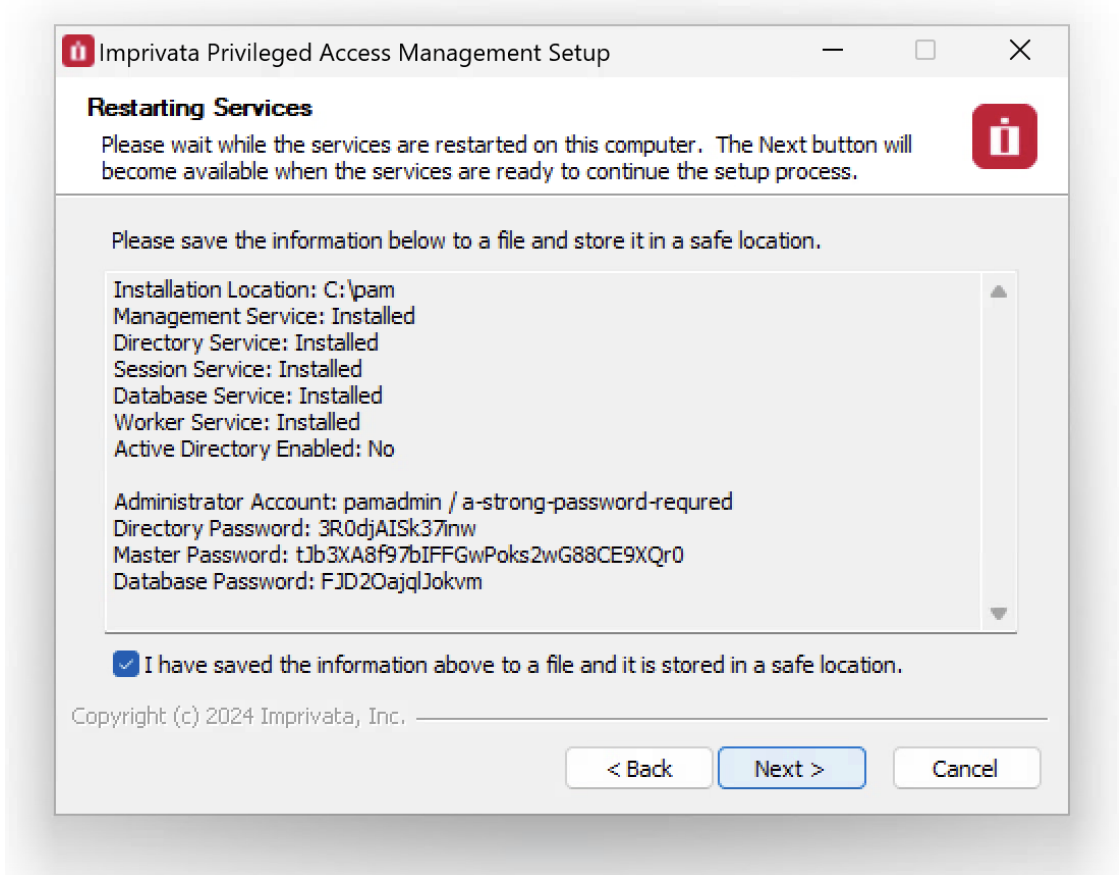 Imprivata Privileged Access Management Setup
Restarting Services
Please wait while the services are restarted on this computer. The Next button will
become available when the services are ready to continue the setup process.
Please save the information below to a file and store it in a safe location.
Installation Location: C:\pam
Management Service: Installed
Directory Service: Installed
Session Service: Installed
Database Service: Installed
Worker Service: Installed
Active Directory Enabled: No
Administrator Account: pamadmin / a-strong-password-requred
Directory Password: 3R0djAISk37inw
Master Password: tJb3XA8f97bIFFGwPoks2wG88CE9XQr0
Database Password: FJD2OajqlJokvm
I have saved the information above to a file and it is stored in a safe location.
Copyright (c) 2024 Imprivata, Inc.
< Back
Next >
Cancel